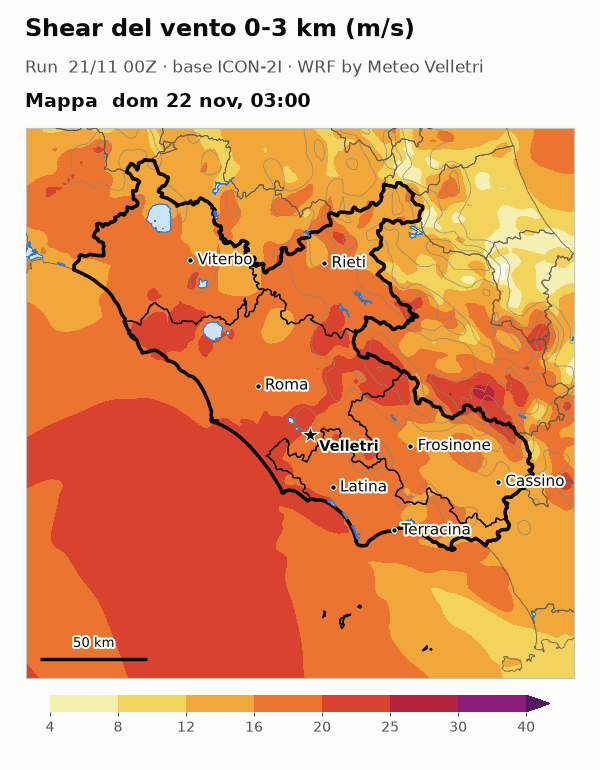 Shear del vento 0-3 km (m/s)
Run  21/11 00Z · base ICON-2I · WRF by Meteo Velletri
Mappa  dom 22 nov, 03:00
Viterbo
Rieti
Roma
Velletri
Frosinone
Latina
Cassino
Terracina
50 km
4 8 12 16 20 25 30 40